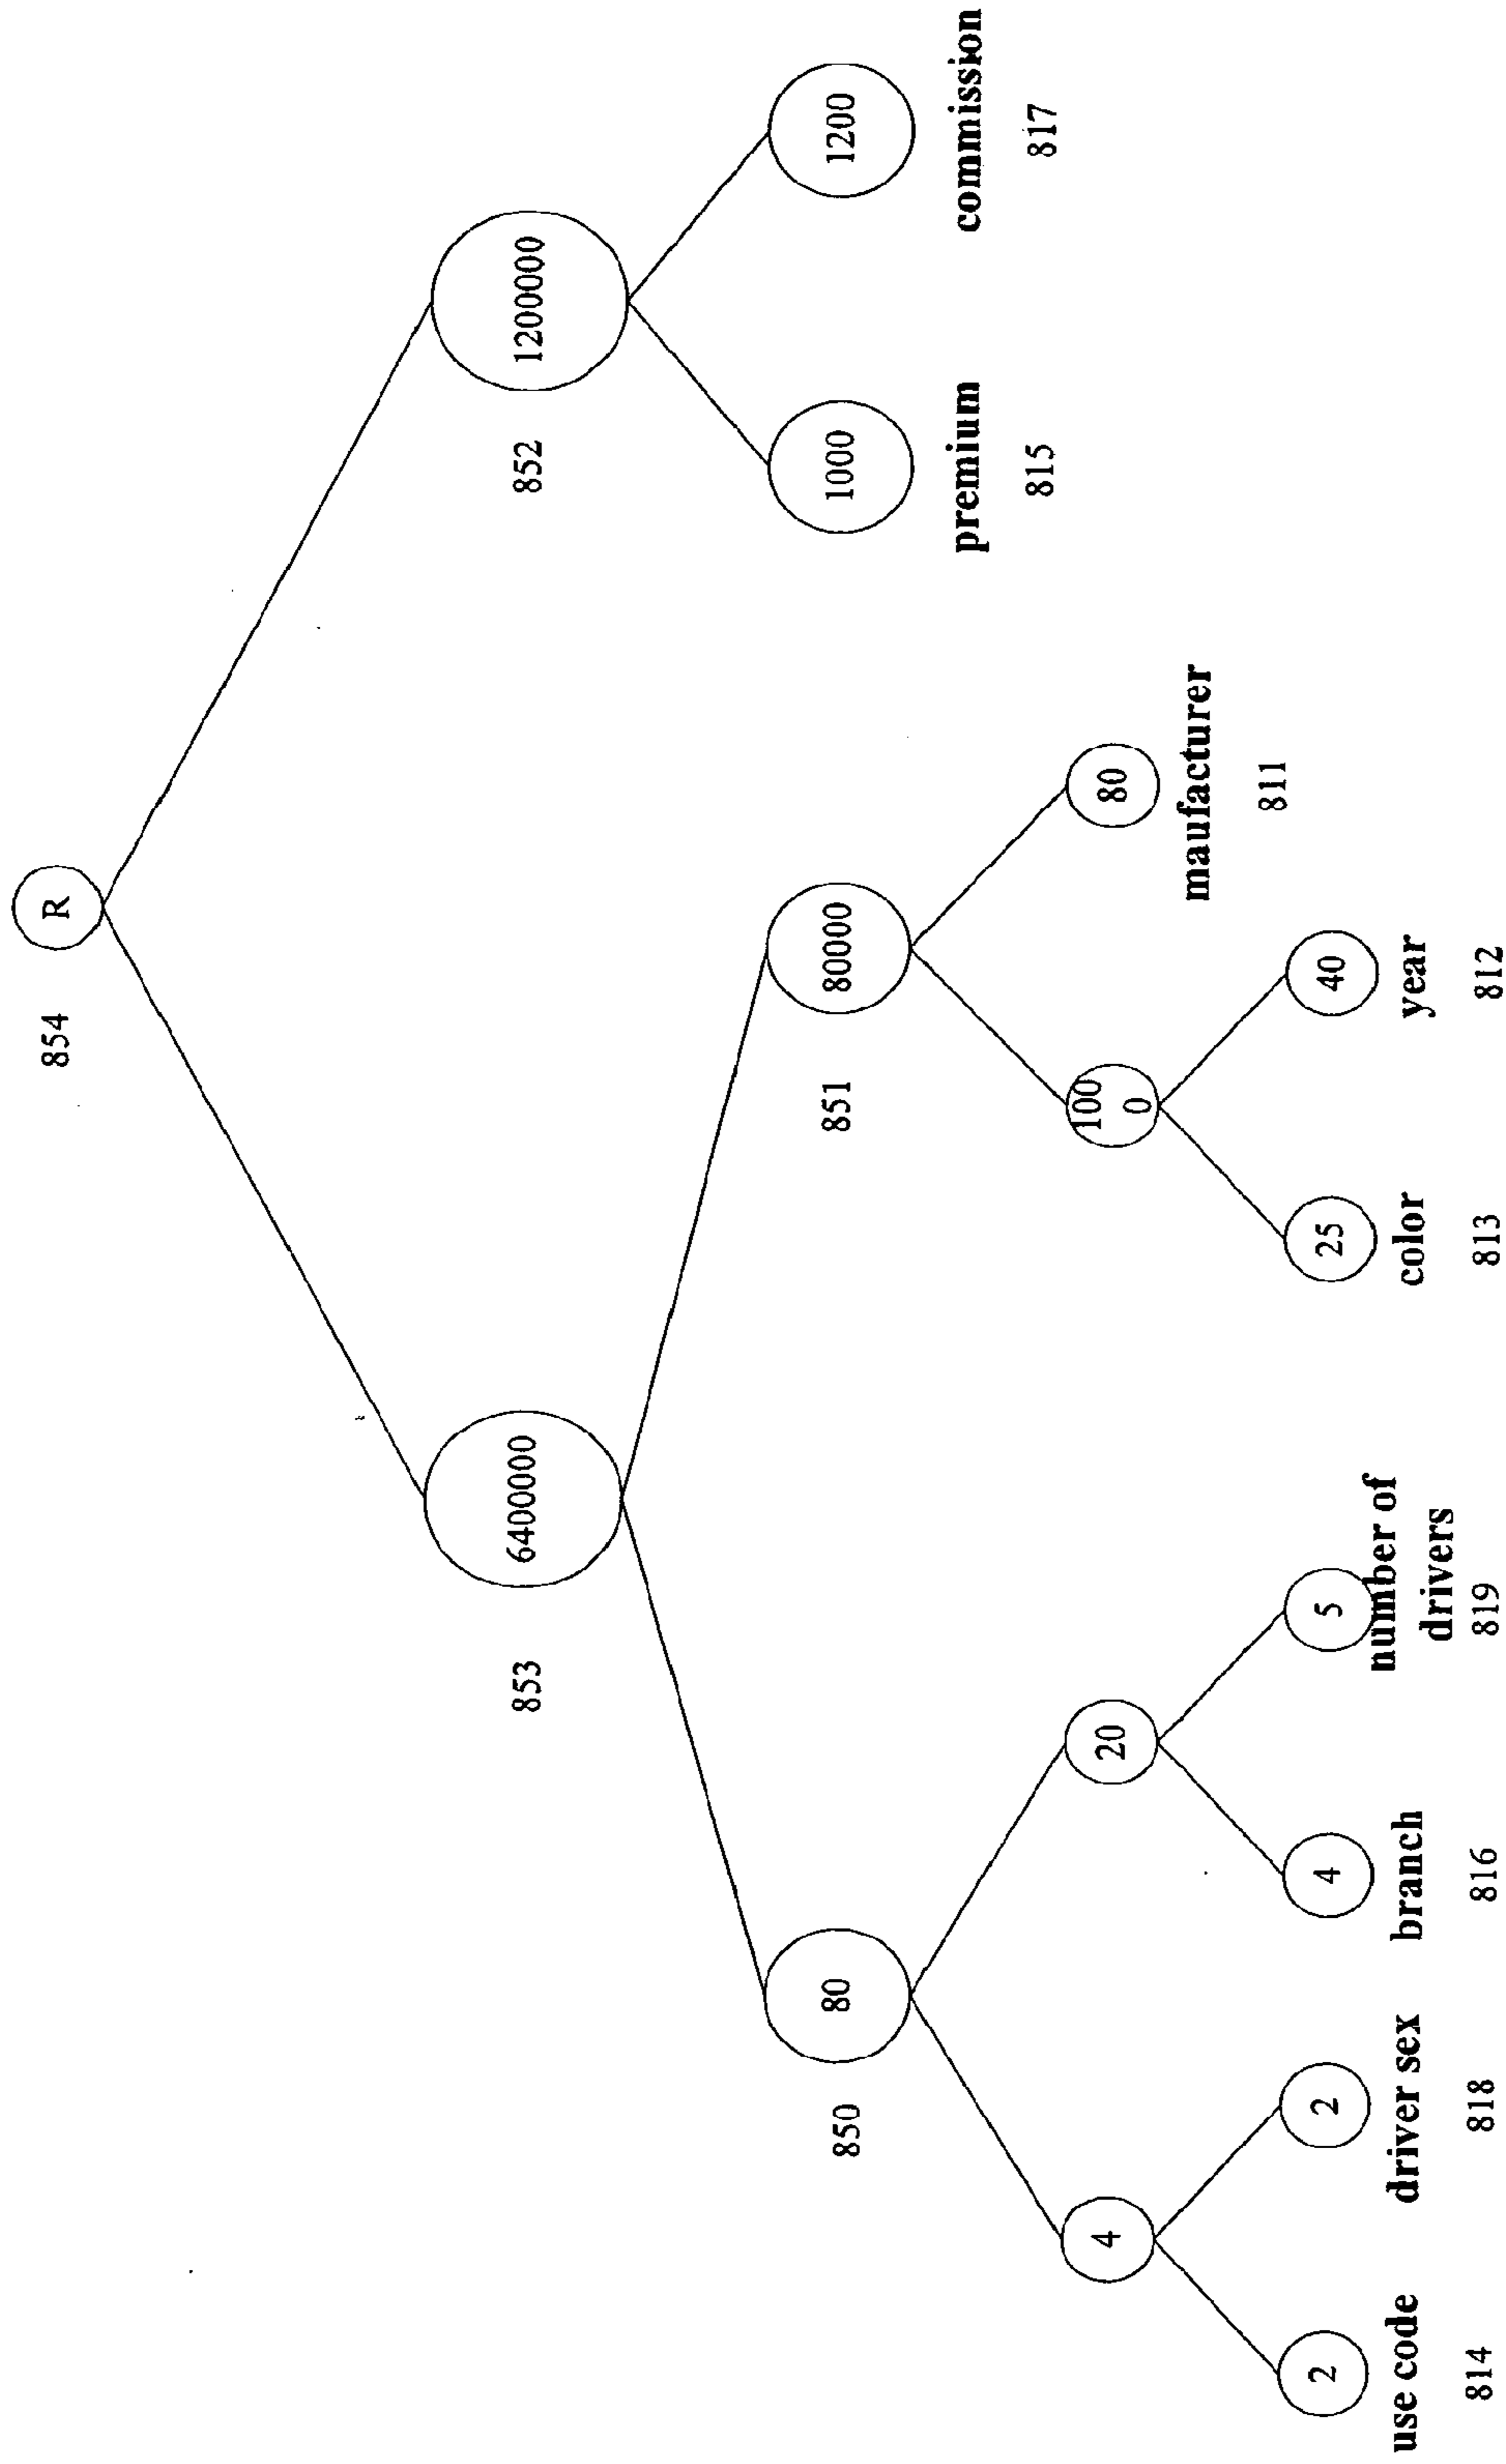 R
854
6400000
853
1200000
852
80
850
80000
851
1000
premium
815
1200
commission
817
4
20
100
0
80
maufacturer
811
2
use code
814
2
driver sex
818
4
branch
816
5
number of
drivers
819
25
color
813
40
year
812